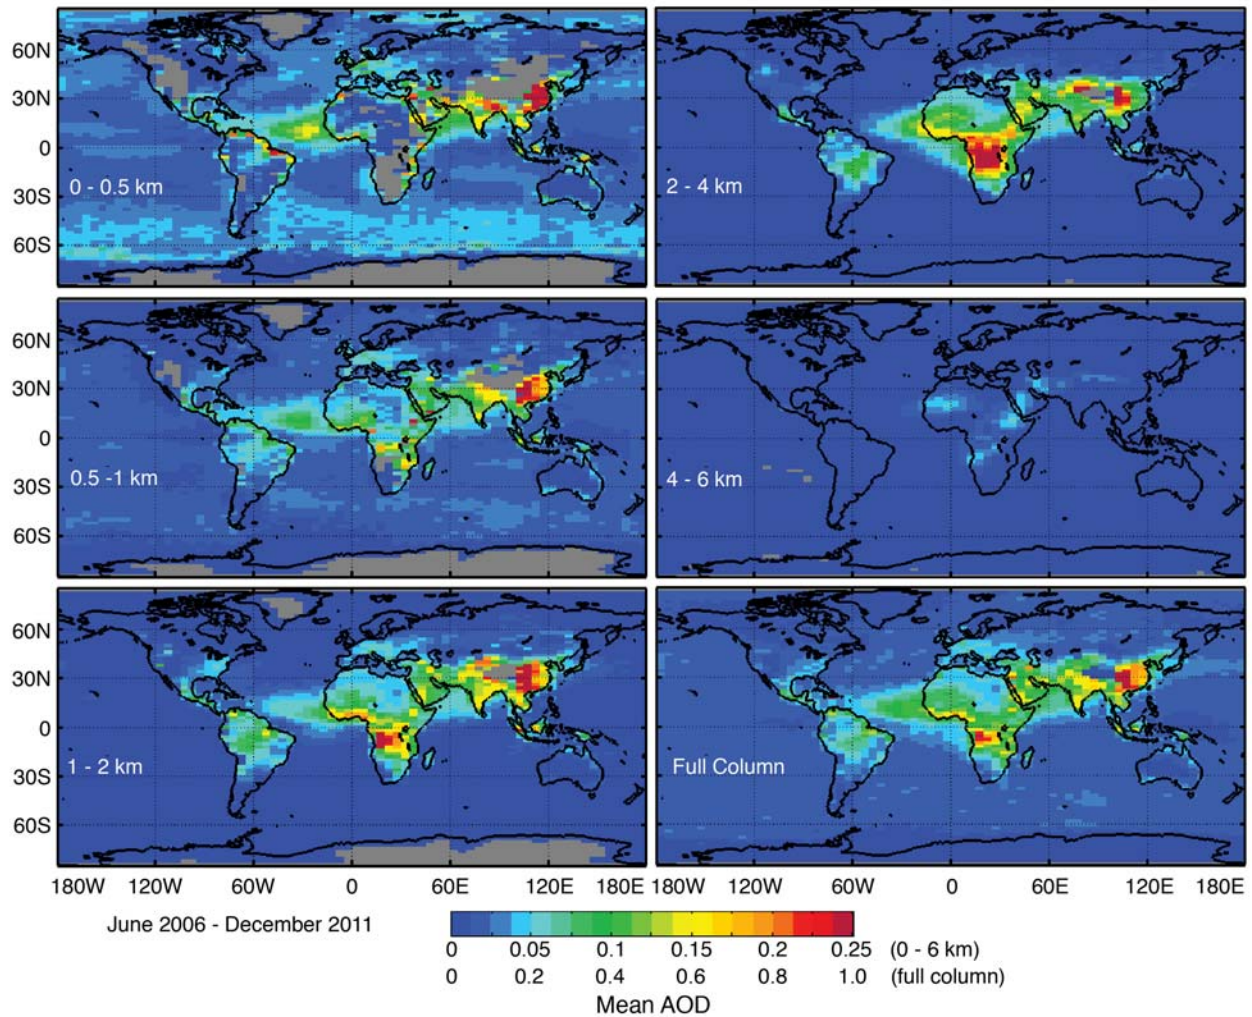 60N
30N
0
30S
60S
0 - 0.5 km
2 - 4 km
60N
30N
0
30S
60S
0.5 -1 km
4 - 6 km
60N
30N
0
30S
60S
1 - 2 km
Full Column
180W 120W 60W 0 60E 120E 180E 180W 120W 60W 0 60E 120E 180E
June 2006 - December 2011
0 0.05 0.1 0.15 0.2 0.25 (0 - 6 km)
0 0.2 0.4 0.6 0.8 1.0 (full column)
Mean AOD